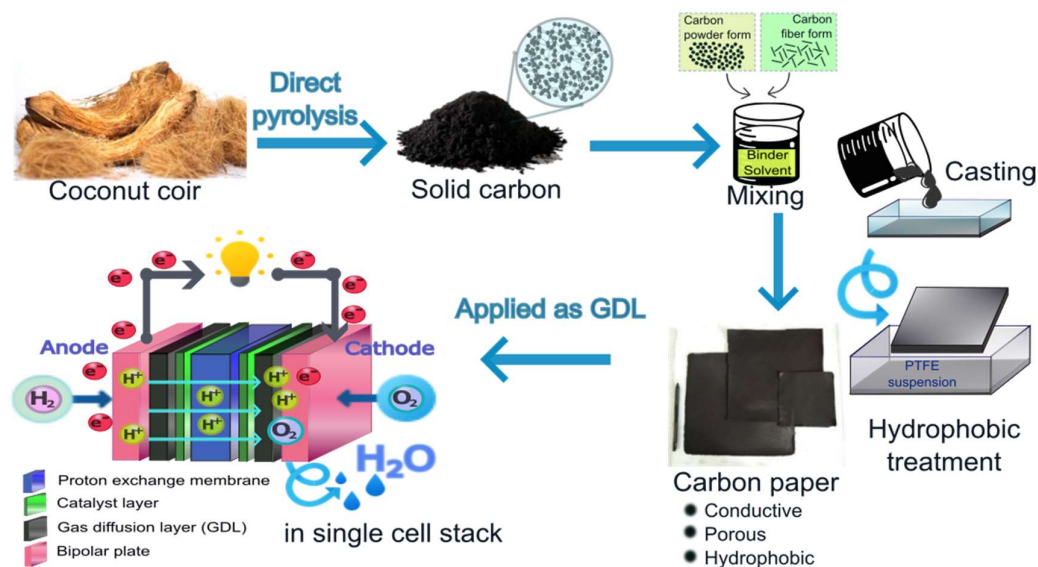 Direct
pyrolysis
Coconut coir
Solid carbon
Carbon
powder form
Carbon
fiber form
Binder
Solvent
Mixing
Casting
PTFE
suspension
Hydrophobic
treatment
Carbon paper
Conductive
Porous
Hydrophobic
Applied as GDL
e⁻
e⁻
e⁻
e⁻
e⁻
e⁻
e⁻
e⁻
e⁻
Anode
Cathode
H₂
H⁺
H⁺
H⁺
H⁺
H⁺
H⁺
O₂
O₂
H₂O
Proton exchange membrane
Catalyst layer
Gas diffusion layer (GDL)
Bipolar plate
in single cell stack